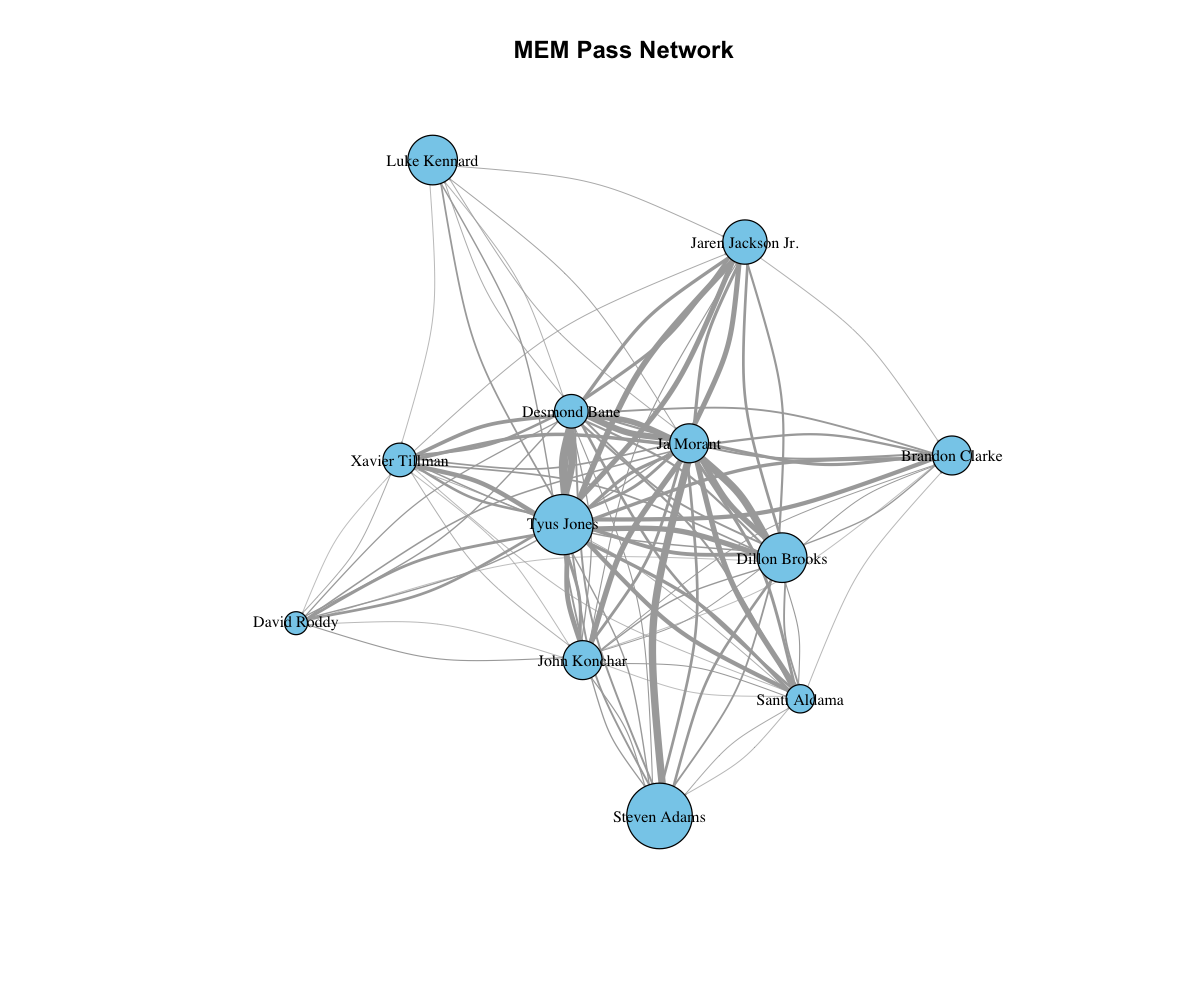 MEM Pass Network
Luke Kennard
Jaren Jackson Jr.
Desmond Bane
Ja Morant
Xavier Tillman
Brandon Clarke
Tyus Jones
Dillon Brooks
David Roddy
John Konchar
Santi Aldama
Steven Adams